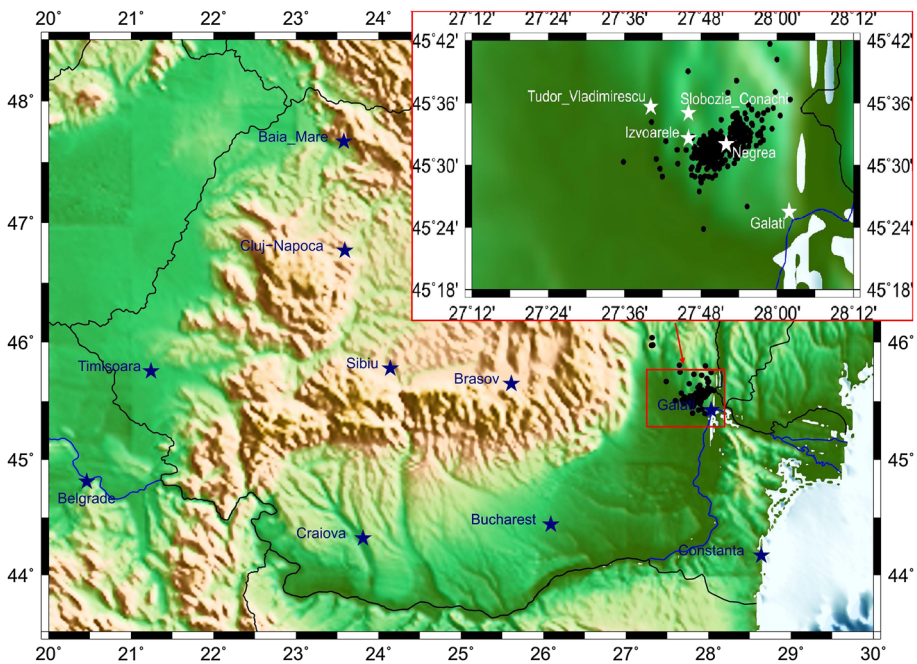 20° 21° 22° 23° 24°
27°12' 27°24' 27°36' 27°48' 28°00' 28°12'
45°42' 45°42'
Tudor_Vladimirescu
Slobozia_Conachi
45°36' 45°36'
Izvoarele
Negrea
45°30' 45°30'
Galati
45°24' 45°24'
45°18' 45°18'
27°12' 27°24' 27°36' 27°48' 28°00' 28°12'
48°
Baia_Mare
47°
Cluj-Napoca
46° 46°
Timisoara
Sibiu
Brasov
Galati
45° 45°
Belgrade
Craiova
Bucharest
Constanta
44° 44°
20° 21° 22° 23° 24° 25° 26° 27° 28° 29° 30°